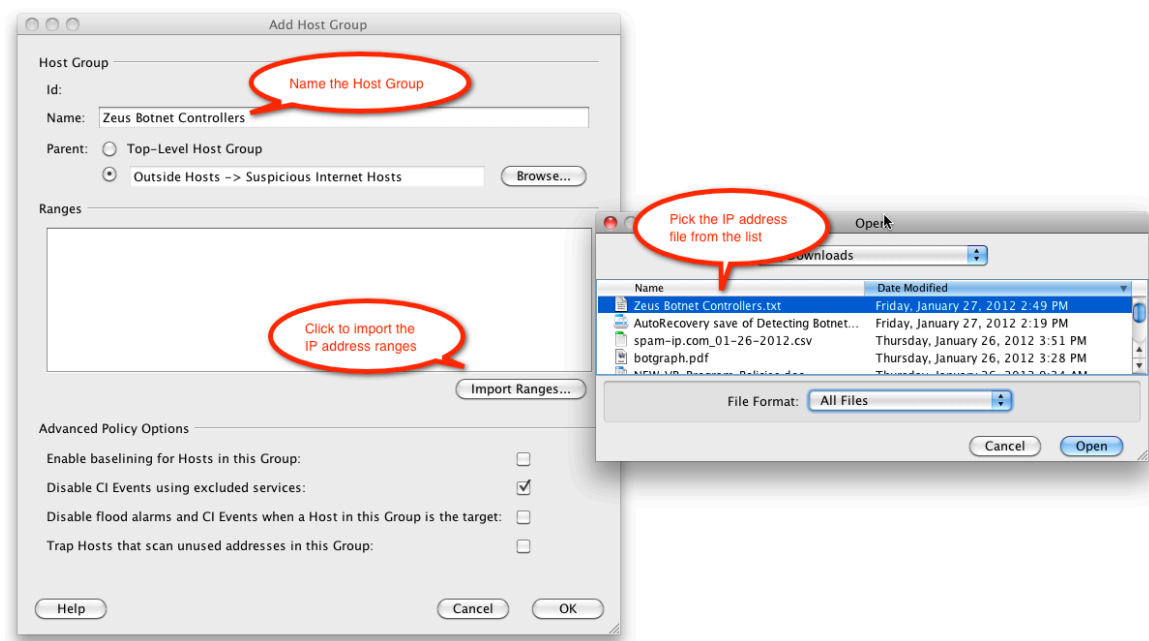 Add Host Group
Host Group
Name the Host Group
Id:
Name: Zeus Botnet Controllers
Parent: Top-Level Host Group
Outside Hosts -> Suspicious Internet Hosts Browse...
Ranges
Click to import the
IP address ranges
Import Ranges...
Advanced Policy Options
Enable baselining for Hosts in this Group:
Disable CI Events using excluded services:
Disable flood alarms and CI Events when a Host in this Group is the target:
Trap Hosts that scan unused addresses in this Group:
Help Cancel OK
Open
Pick the IP address
file from the list
Downloads
Name Date Modified
Zeus Botnet Controllers.txt Friday, January 27, 2012 2:49 PM
AutoRecovery save of Detecting Botnet... Friday, January 27, 2012 2:19 PM
spam-ip.com_01-26-2012.csv Thursday, January 26, 2012 3:51 PM
botgraph.pdf Thursday, January 26, 2012 3:28 PM
File Format: All Files
Cancel Open